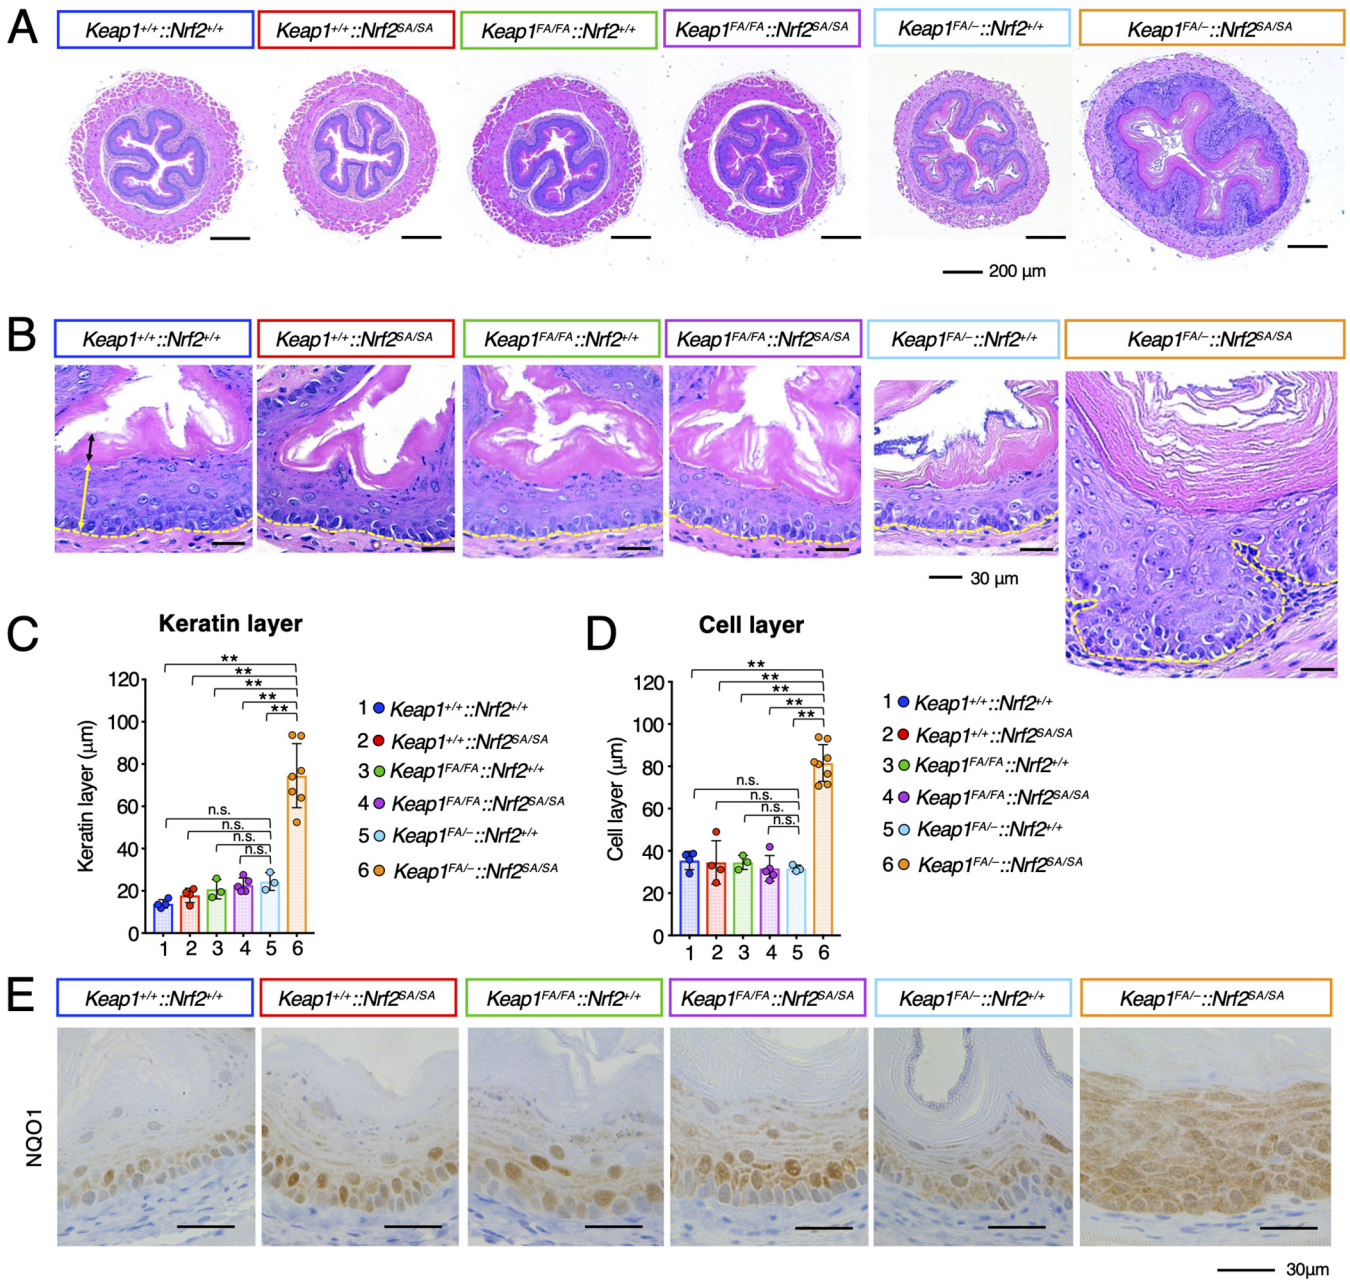 A
Keap1+/+::Nrf2+/+ Keap1+/+::Nrf2SA/SA Keap1FA/FA::Nrf2+/+ Keap1FA/FA::Nrf2SA/SA Keap1FA/–::Nrf2+/+ Keap1FA/–::Nrf2SA/SA
200 µm
B
Keap1+/+::Nrf2+/+ Keap1+/+::Nrf2SA/SA Keap1FA/FA::Nrf2+/+ Keap1FA/FA::Nrf2SA/SA Keap1FA/–::Nrf2+/+ Keap1FA/–::Nrf2SA/SA
30 µm
C
Keratin layer
Keratin layer (µm)
120
100
80
60
40
20
0
**
**
**
**
**
n.s.
n.s.
n.s.
n.s.
1 2 3 4 5 6
1 Keap1+/+::Nrf2+/+
2 Keap1+/+::Nrf2SA/SA
3 Keap1FA/FA::Nrf2+/+
4 Keap1FA/FA::Nrf2SA/SA
5 Keap1FA/–::Nrf2+/+
6 Keap1FA/–::Nrf2SA/SA
D
Cell layer
Cell layer (µm)
120
100
80
60
40
20
0
**
**
**
**
**
n.s.
n.s.
n.s.
n.s.
1 2 3 4 5 6
1 Keap1+/+::Nrf2+/+
2 Keap1+/+::Nrf2SA/SA
3 Keap1FA/FA::Nrf2+/+
4 Keap1FA/FA::Nrf2SA/SA
5 Keap1FA/–::Nrf2+/+
6 Keap1FA/–::Nrf2SA/SA
E
Keap1+/+::Nrf2+/+ Keap1+/+::Nrf2SA/SA Keap1FA/FA::Nrf2+/+ Keap1FA/FA::Nrf2SA/SA Keap1FA/–::Nrf2+/+ Keap1FA/–::Nrf2SA/SA
NQO1
30µm